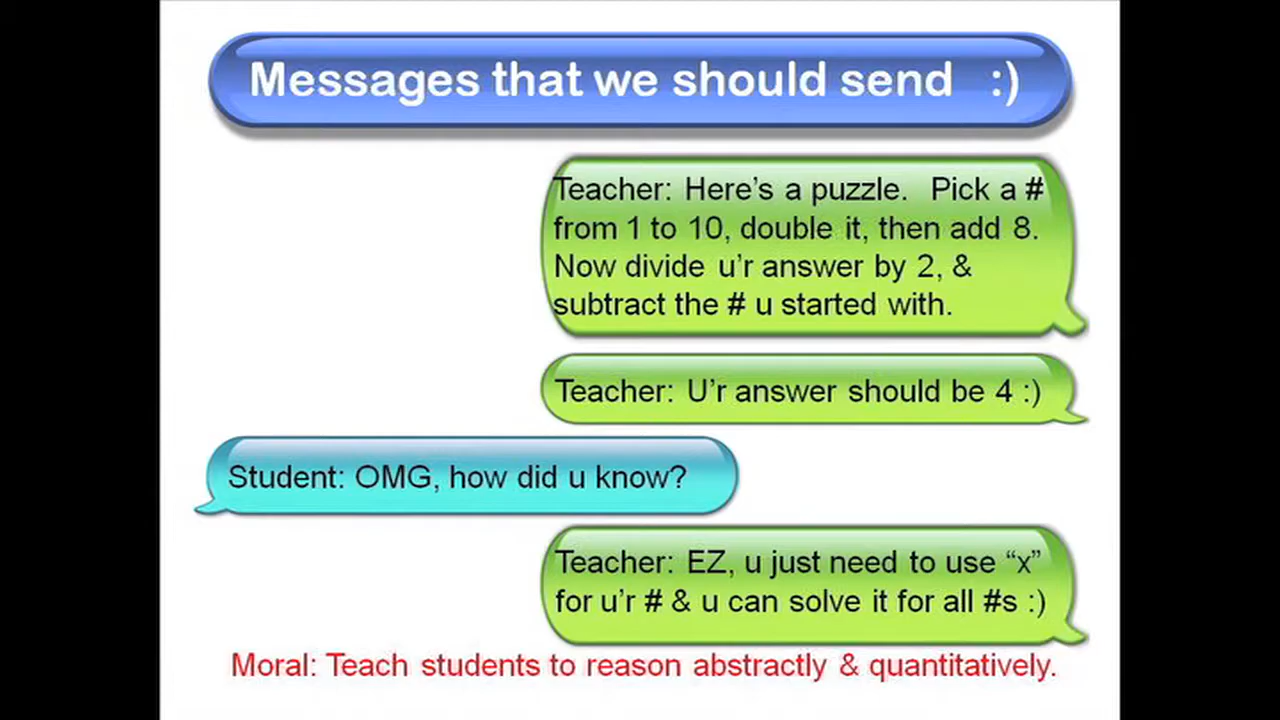 Messages that we should send :)
Teacher: Here's a puzzle. Pick a #
from 1 to 10, double it, then add 8.
Now divide u'r answer by 2, &
subtract the # u started with.
Teacher: U'r answer should be 4 :)
Student: OMG, how did u know?
Teacher: EZ, u just need to use “x”
for u'r # & u can solve it for all #s :)
Moral: Teach students to reason abstractly & quantitatively.